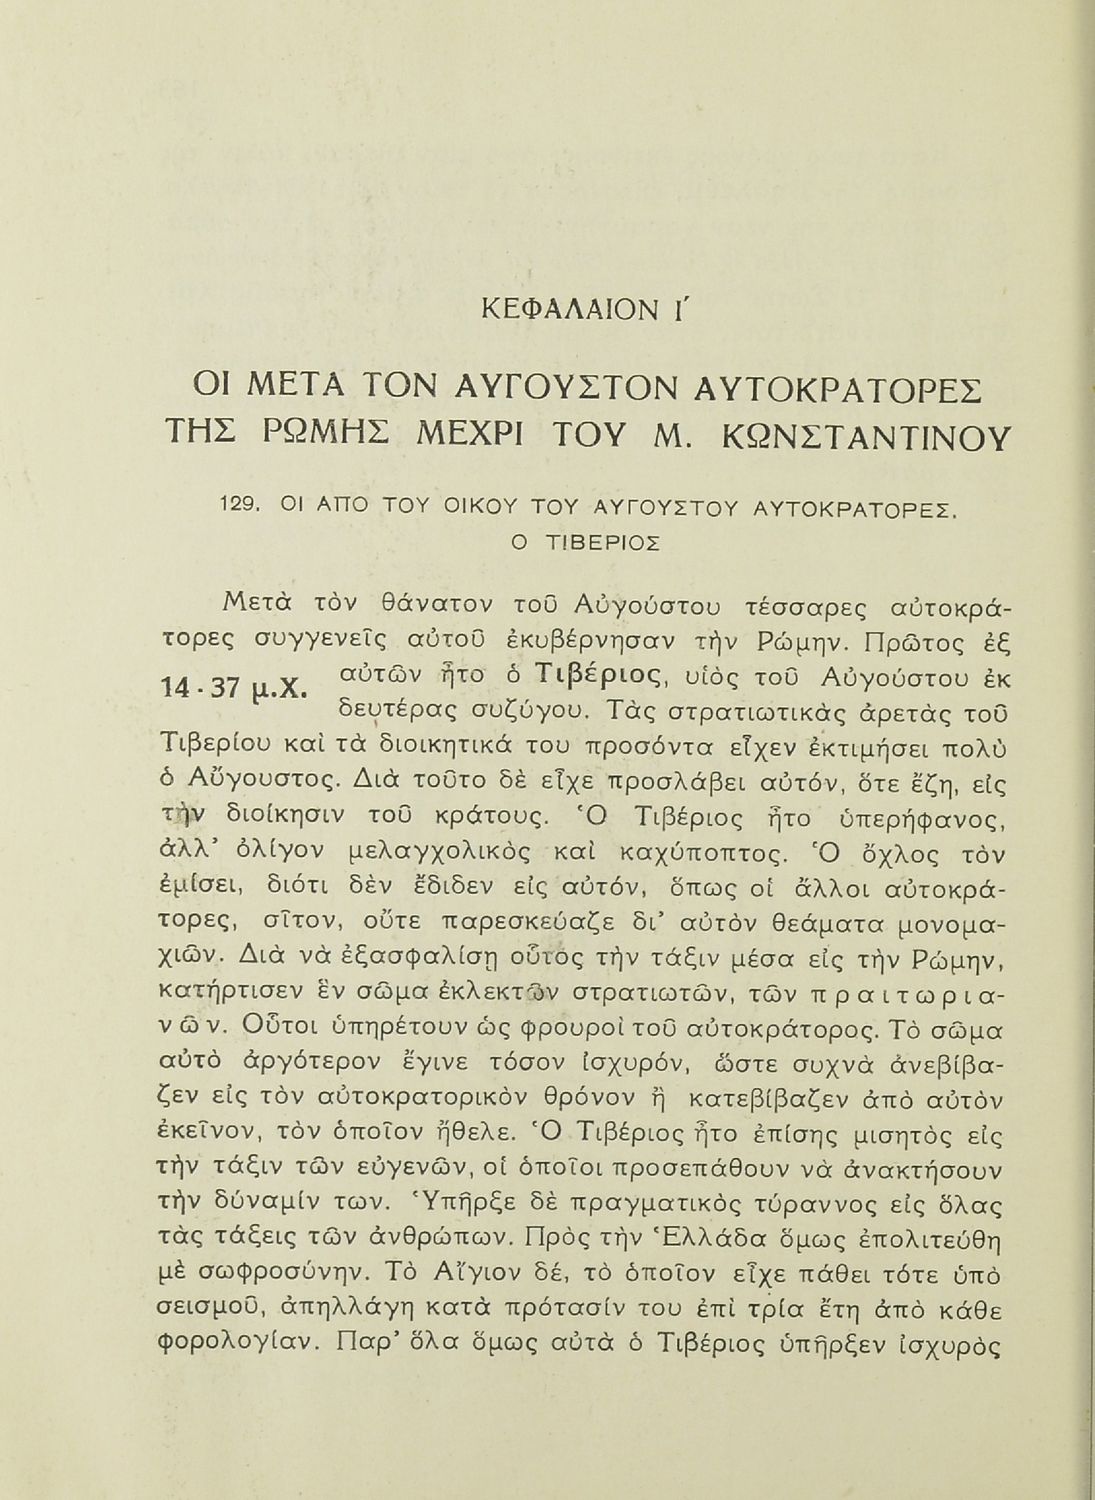 ΚΕΦΑΛΑΙΟΝ Ι΄
ΟΙ ΜΕΤΑ ΤΟΝ ΑΥΓΟΥΣΤΟΝ ΑΥΤΟΚΡΑΤΟΡΕΣ
ΤΗΣ ΡΩΜΗΣ ΜΕΧΡΙ ΤΟΥ Μ. ΚΩΝΣΤΑΝΤΙΝΟΥ
129. ΟΙ ΑΠΟ ΤΟΥ ΟΙΚΟΥ ΤΟΥ ΑΥΓΟΥΣΤΟΥ ΑΥΤΟΚΡΑΤΟΡΕΣ.
Ο ΤΙΒΕΡΙΟΣ
Μετὰ τὸν θάνατον τοῦ Αὐγούστου τέσσαρες αὐτοκρά-
τορες συγγενεῖς αὐτοῦ ἐκυβέρνησαν τὴν Ρώμην. Πρῶτος ἐξ
14 - 37 μ.Χ. αὐτῶν ἦτο ὁ Τιβέριος, υἱὸς τοῦ Αὐγούστου ἐκ
δευτέρας συζύγου. Τὰς στρατιωτικὰς ἀρετὰς τοῦ
Τιβερίου καὶ τὰ διοικητικά του προσόντα εἶχεν ἐκτιμήσει πολὺ
ὁ Αὔγουστος. Διὰ τοῦτο δὲ εἶχε προσλάβει αὐτόν, ὅτε ἔζη, εἰς
τὴν διοίκησιν τοῦ κράτους. Ὁ Τιβέριος ἦτο ὑπερήφανος,
ἀλλ’ ὀλίγον μελαγχολικὸς καὶ καχύποπτος. Ὁ ὄχλος τὸν
ἐμίσει, διότι δὲν ἔδιδεν εἰς αὐτόν, ὅπως οἱ ἄλλοι αὐτοκρά-
τορες, σῖτον, οὔτε παρεσκεύαζε δι’ αὐτὸν θεάματα μονομα-
χιῶν. Διὰ νὰ ἐξασφαλίσῃ οὗτος τὴν τάξιν μέσα εἰς τὴν Ρώμην,
κατήρτισεν ἓν σῶμα ἐκλεκτῶν στρατιωτῶν, τῶν π ρ α ι τ ω ρ ι α-
ν ῶ ν. Οὗτοι ὑπηρέτουν ὡς φρουροὶ τοῦ αὐτοκράτορος. Τὸ σῶμα
αὐτὸ ἀργότερον ἔγινε τόσον ἰσχυρόν, ὥστε συχνὰ ἀνεβίβα-
ζεν εἰς τὸν αὐτοκρατορικὸν θρόνον ἢ κατεβίβαζεν ἀπὸ αὐτὸν
ἐκεῖνον, τὸν ὁποῖον ἤθελε. Ὁ Τιβέριος ἦτο ἐπίσης μισητὸς εἰς
τὴν τάξιν τῶν εὐγενῶν, οἱ ὁποῖοι προσεπάθουν νὰ ἀνακτήσουν
τὴν δύναμίν των. Ὑπῆρξε δὲ πραγματικὸς τύραννος εἰς ὅλας
τὰς τάξεις τῶν ἀνθρώπων. Πρὸς τὴν Ἑλλάδα ὅμως ἐπολιτεύθη
μὲ σωφροσύνην. Τὸ Αἴγιον δέ, τὸ ὁποῖον εἶχε πάθει τότε ὑπὸ
σεισμοῦ, ἀπηλλάγη κατὰ πρότασίν του ἐπὶ τρία ἔτη ἀπὸ κάθε
φορολογίαν. Παρ’ ὅλα ὅμως αὐτὰ ὁ Τιβέριος ὑπῆρξεν ἰσχυρὸς